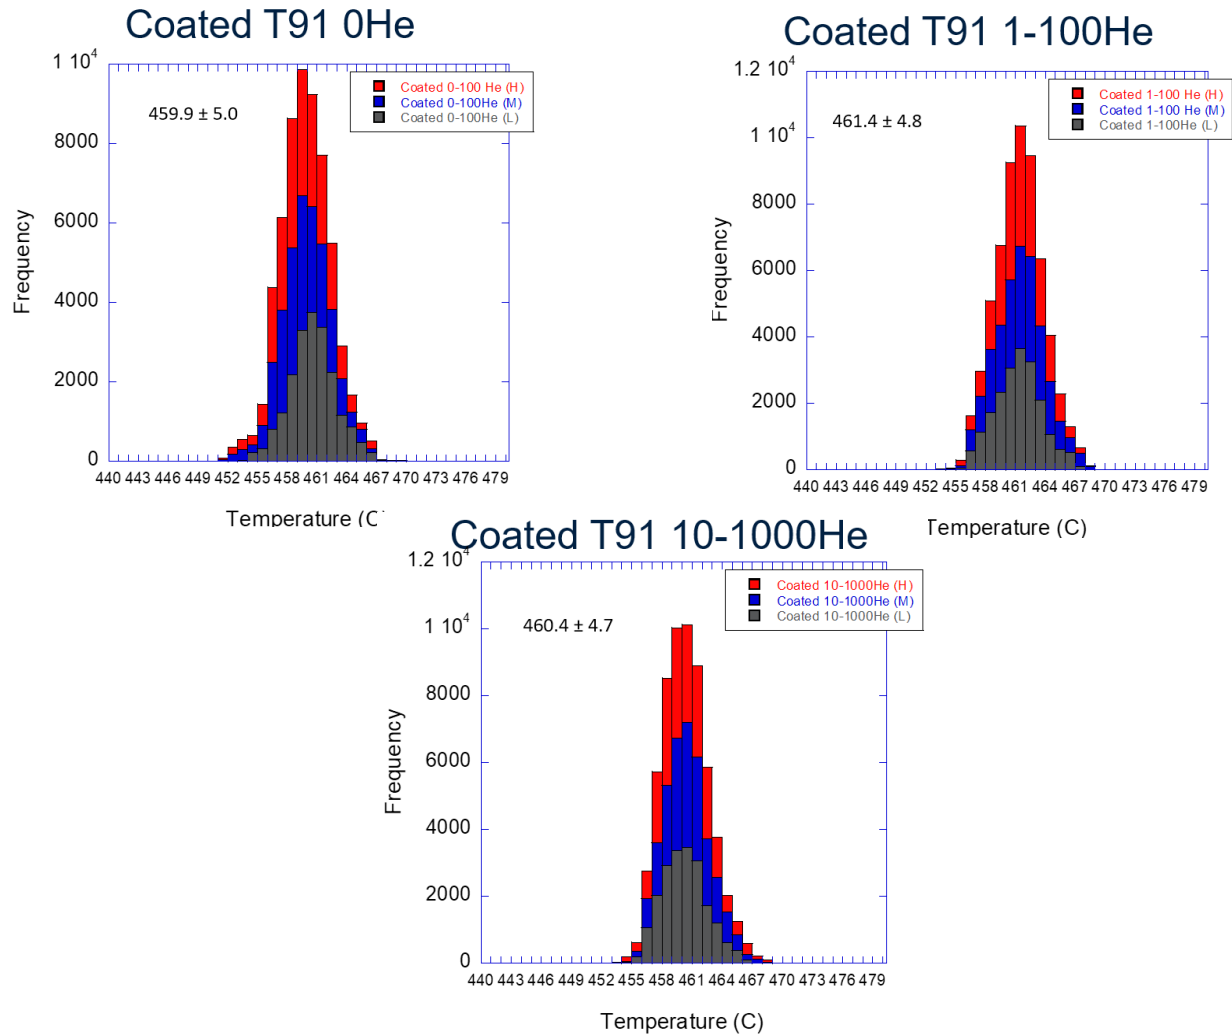 Coated T91 0He
1 10⁴
8000
6000
4000
2000
0
Frequency
459.9 ± 5.0
Coated 0-100 He (H)
Coated 0-100He (M)
Coated 0-100He (L)
440 443 446 449 452 455 458 461 464 467 470 473 476 479
Temperature (C
Coated T91 1-100He
1.2 10⁴
1 10⁴
8000
6000
4000
2000
0
Frequency
461.4 ± 4.8
Coated 1-100 He (H)
Coated 1-100 He (M)
Coated 1-100He (L)
440 443 446 449 452 455 458 461 464 467 470 473 476 479
Temperature (C)
Coated T91 10-1000He
1.2 10⁴
1 10⁴
8000
6000
4000
2000
0
Frequency
460.4 ± 4.7
Coated 10-1000He (H)
Coated 10-1000He (M)
Coated 10-1000He (L)
440 443 446 449 452 455 458 461 464 467 470 473 476 479
Temperature (C)